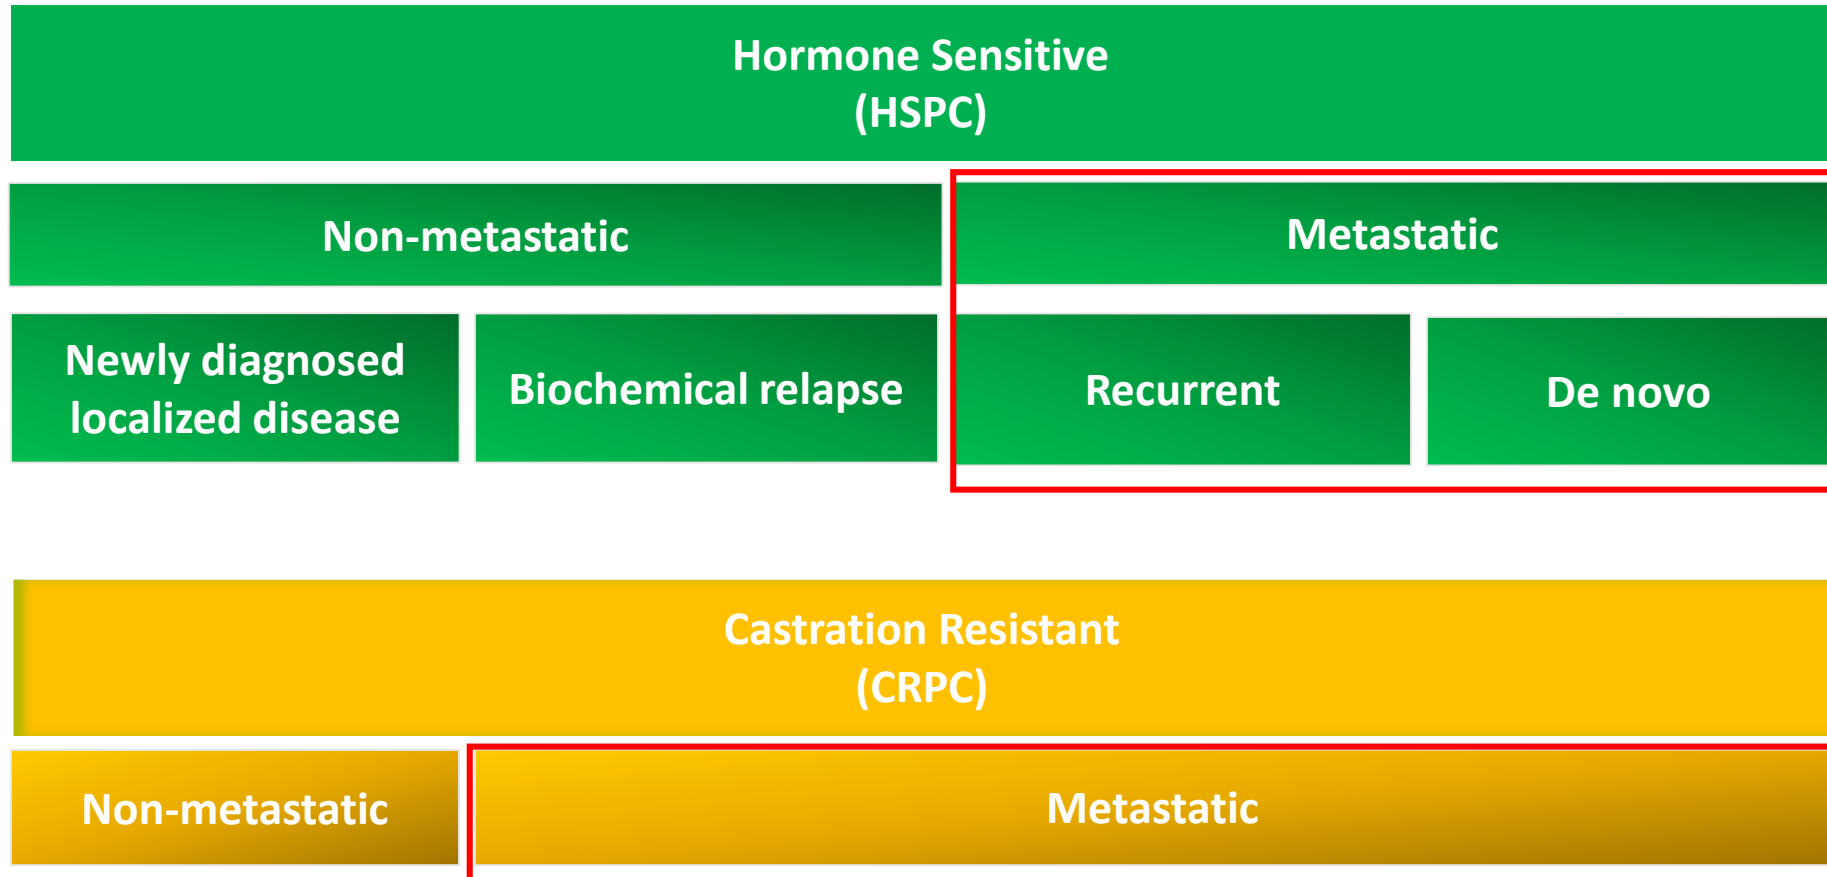 Hormone Sensitive
(HSPC)
Non-metastatic
Metastatic
Newly diagnosed
localized disease
Biochemical relapse
Recurrent
De novo
Castration Resistant
(CRPC)
Non-metastatic
Metastatic